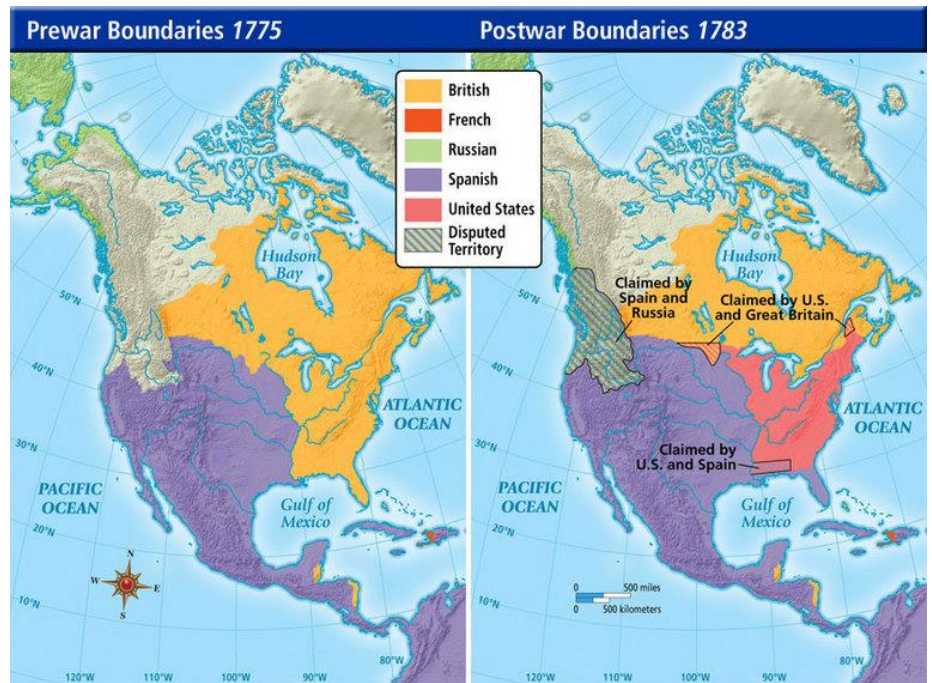 Prewar Boundaries 1775
Postwar Boundaries 1783
British
French
Russian
Spanish
United States
Disputed
Territory
Hudson
Bay
50°N
40°N
30°N
20°N
10°N
ATLANTIC
OCEAN
PACIFIC
OCEAN
Gulf of
Mexico
N
W
E
S
120°W
110°W
100°W
90°W
80°W
Hudson
Bay
Claimed by
Spain and
Russia
Claimed by U.S.
and Great Britain
50°N
40°N
30°N
20°N
10°N
ATLANTIC
OCEAN
Claimed by
U.S. and Spain
PACIFIC
OCEAN
Gulf of
Mexico
0 500 miles
0 500 kilometers
120°W
110°W
100°W
90°W
80°W